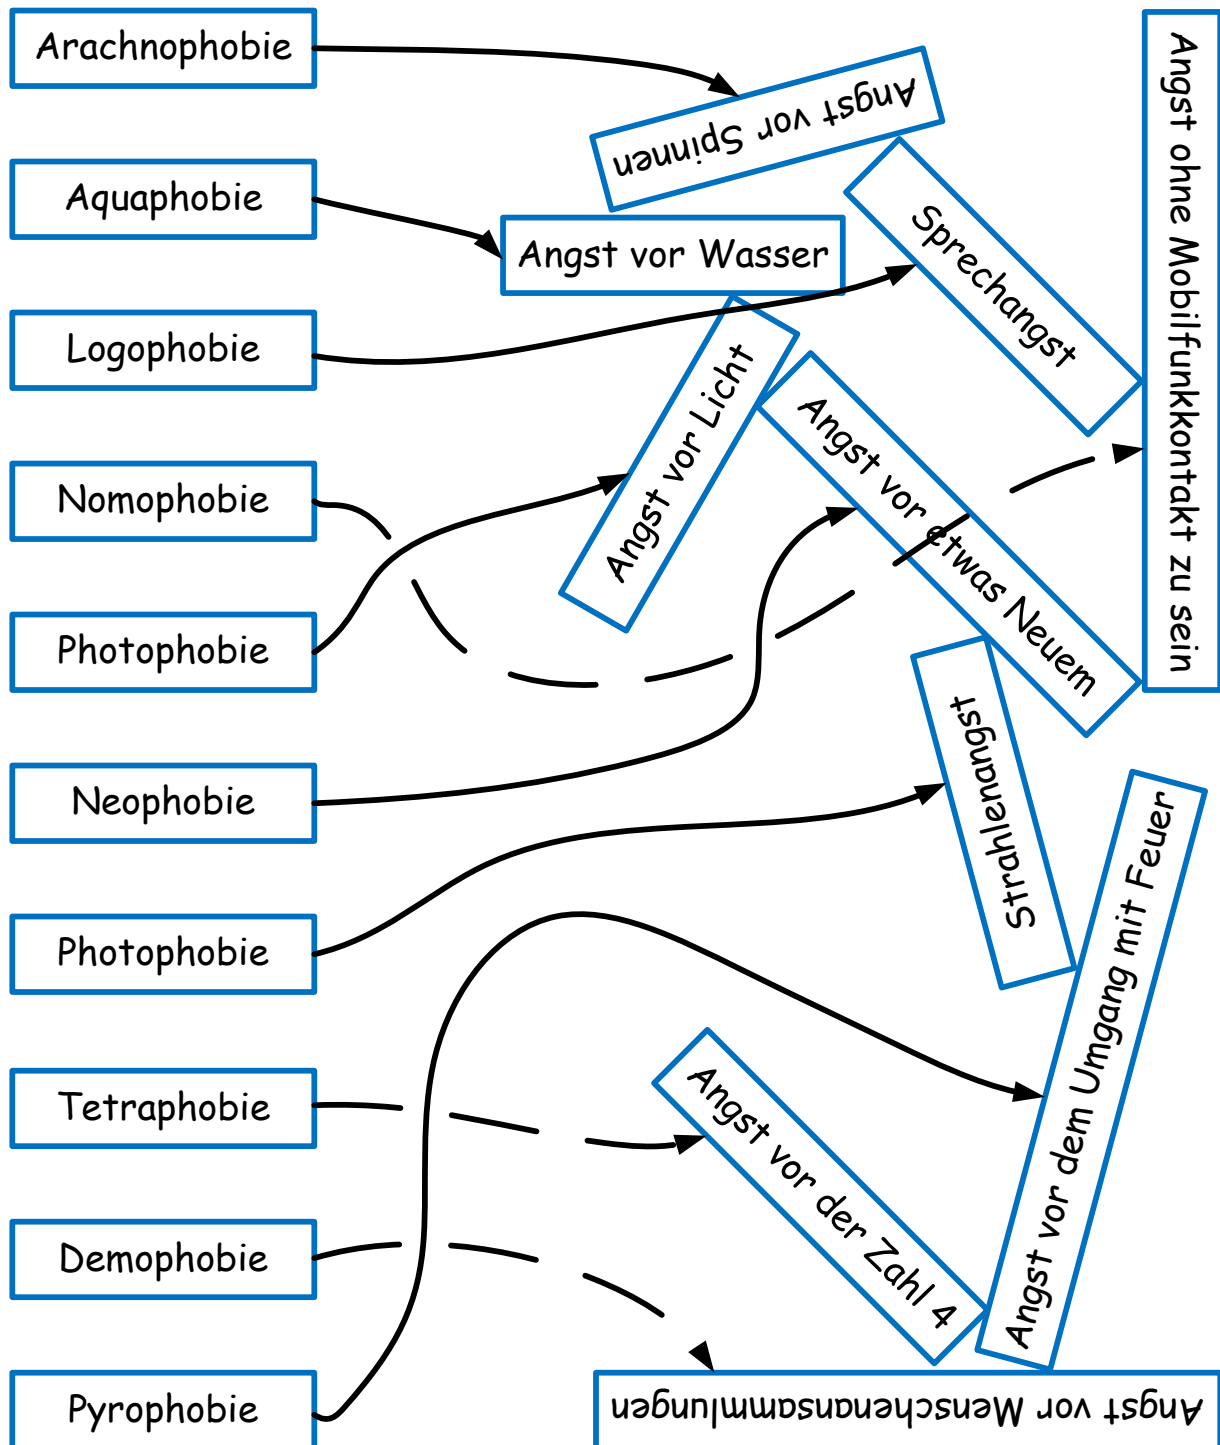 Arachnophobie
Aquaphobie
Logophobie
Nomophobie
Photophobie
Neophobie
Photophobie
Tetraphobie
Demophobie
Pyrophobie
Angst vor Spinnen
Angst vor Wasser
Sprechangst
Angst ohne Mobilfunkkontakt zu sein
Angst vor Licht
Angst vor etwas Neuem
Strahlenangst
Angst vor dem Umgang mit Feuer
Angst vor der Zahl 4
Angst vor Menschenansammlungen